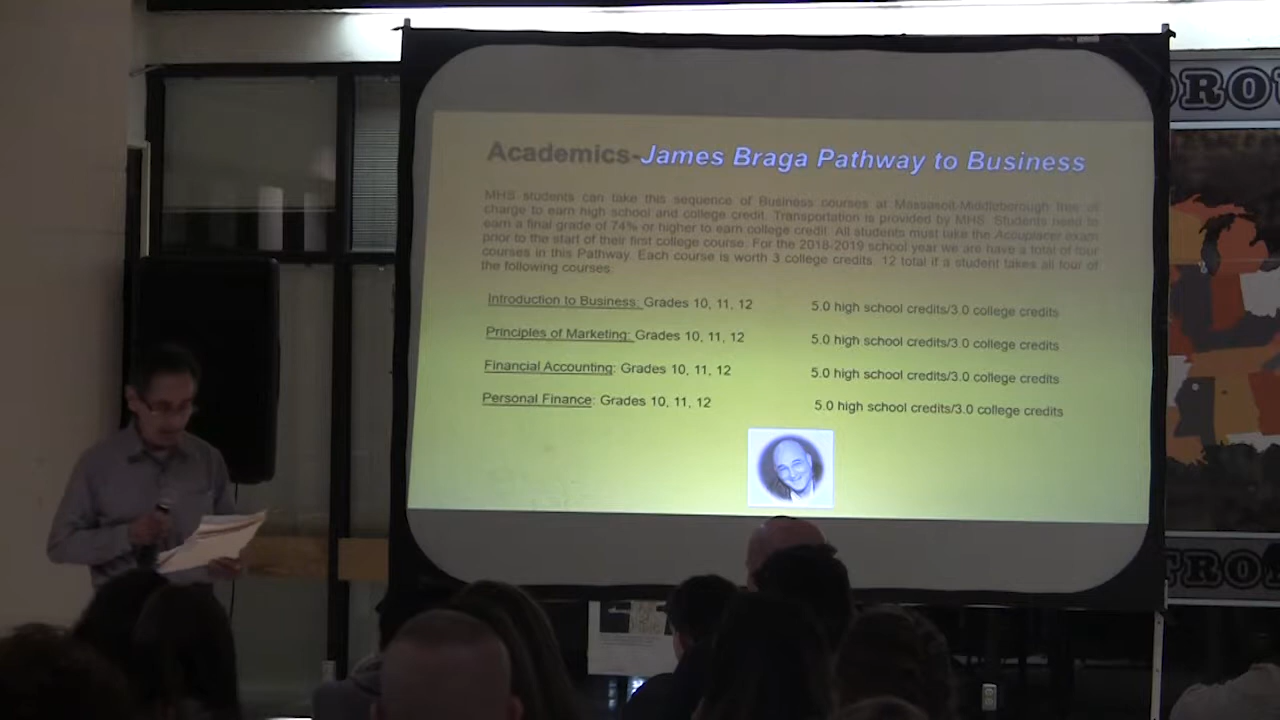 Academics-James Braga Pathway to Business
MHS students can take this sequence of Business courses at Massasoit-Middleborough free of
charge to earn high school and college credit. Transportation is provided by MHS. Students need to
earn a final grade of 74% or higher to earn college credit. All students must take the Accuplacer exam
prior to the start of their first college course. For the 2018-2019 school year we are have a total of four
courses in this Pathway. Each course is worth 3 college credits, 12 total if a student takes all four of
the following courses:
Introduction to Business: Grades 10, 11, 12 5.0 high school credits/3.0 college credits
Principles of Marketing: Grades 10, 11, 12 5.0 high school credits/3.0 college credits
Financial Accounting: Grades 10, 11, 12 5.0 high school credits/3.0 college credits
Personal Finance: Grades 10, 11, 12 5.0 high school credits/3.0 college credits